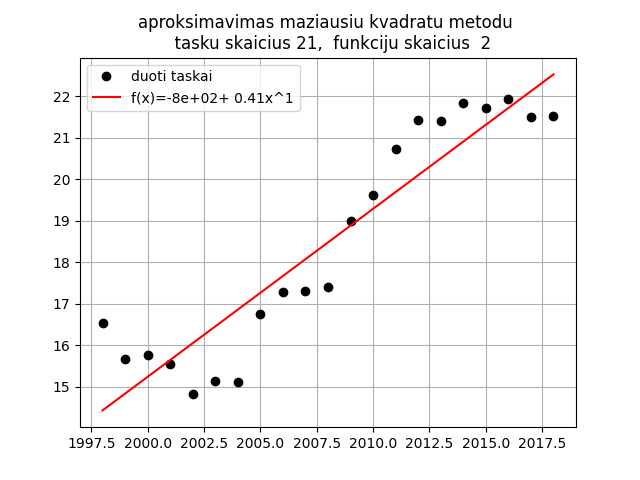 aproksimavimas maziausiu kvadratu metodu
tasku skaicius 21,  funkciju skaicius  2
duoti taskai
f(x)=-8e+02+ 0.41x^1
22
21
20
19
18
17
16
15
1997.5 2000.0 2002.5 2005.0 2007.5 2010.0 2012.5 2015.0 2017.5